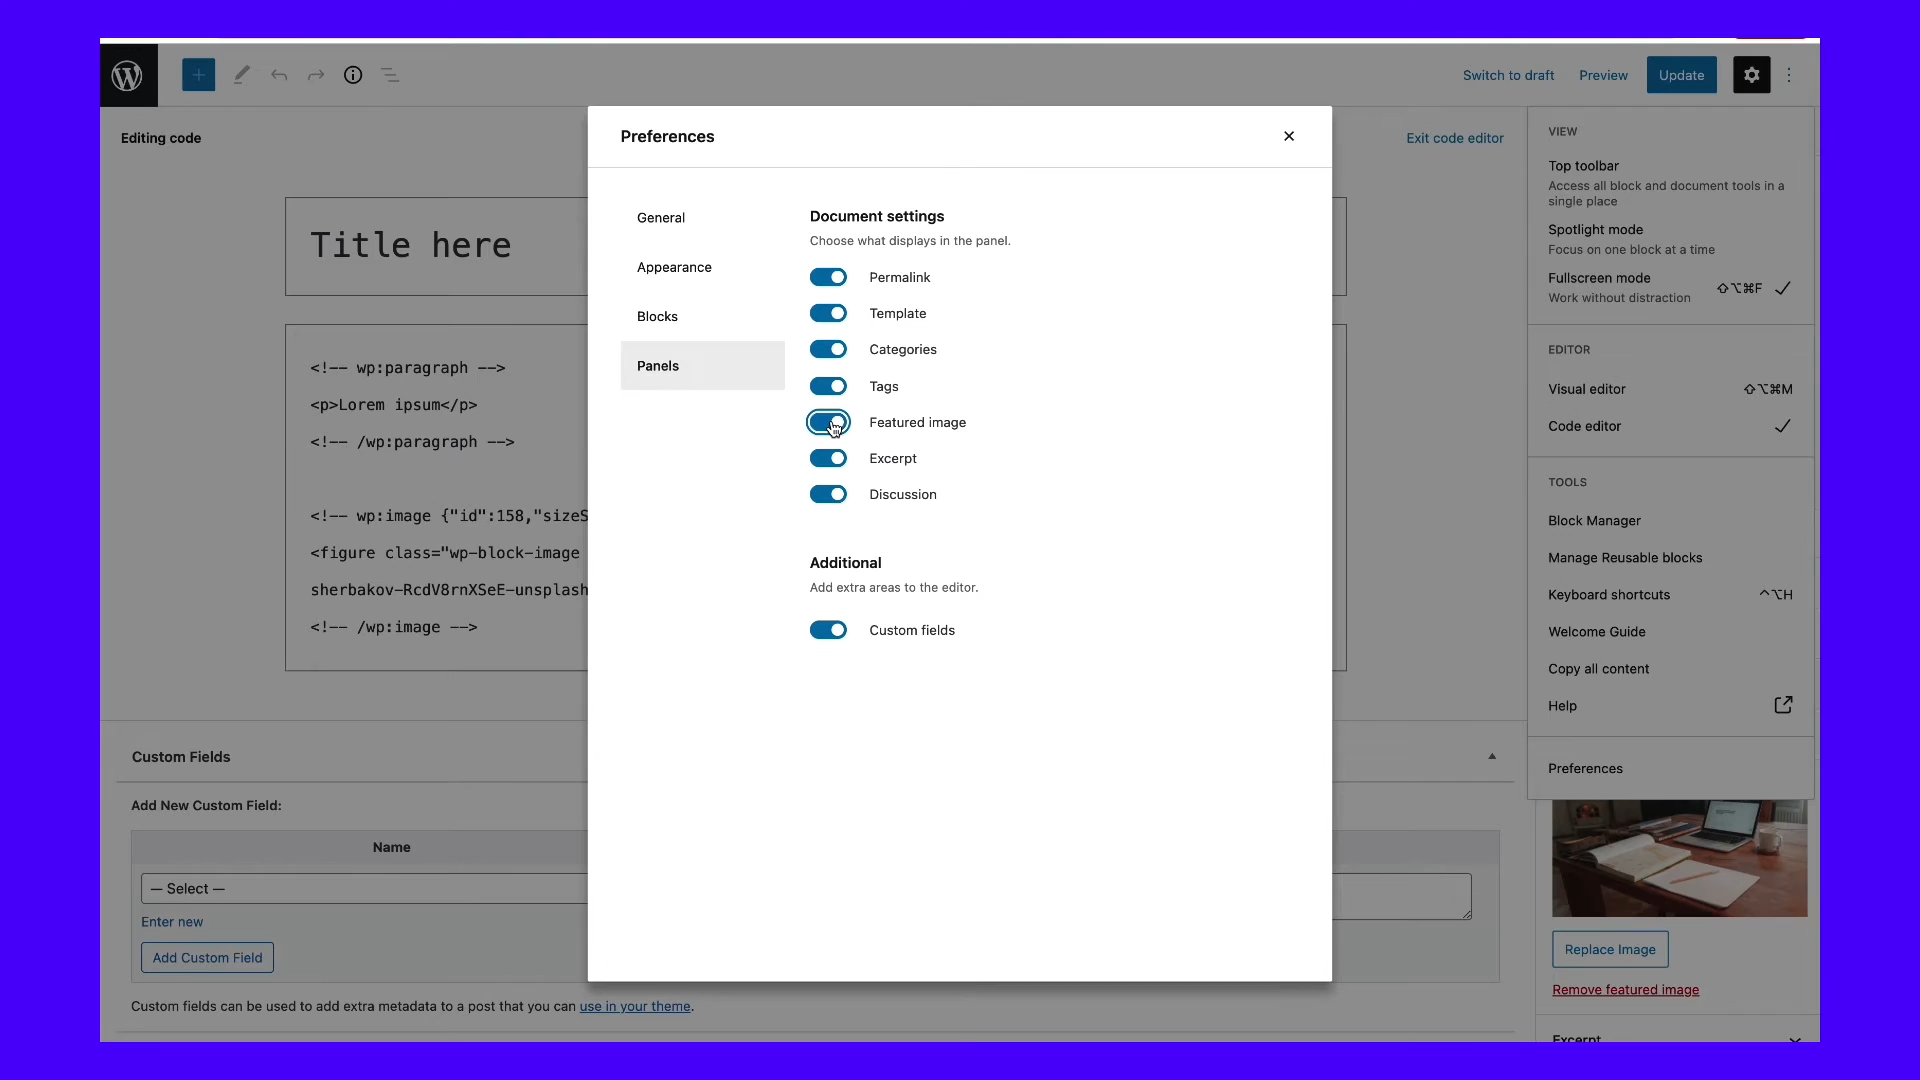 Switch to draft
Preview
Update
Editing code
Exit code editor
Title here
<!-- wp:paragraph -->
<p>Lorem ipsum</p>
<!-- /wp:paragraph -->
<!-- wp:image {"id":158,"sizeS
<figure class="wp-block-image
sherbakov-RcdV8rnXSeE-unsplash
<!-- /wp:image -->
Custom Fields
Add New Custom Field:
Name
— Select —
Enter new
Add Custom Field
Custom fields can be used to add extra metadata to a post that you can use in your theme.
Preferences
General
Appearance
Blocks
Panels
Document settings
Choose what displays in the panel.
Permalink
Template
Categories
Tags
Featured image
Excerpt
Discussion
Additional
Add extra areas to the editor.
Custom fields
VIEW
Top toolbar
Access all block and document tools in a
single place
Spotlight mode
Focus on one block at a time
Fullscreen mode
Work without distraction
⇧⌥⌘F
EDITOR
Visual editor ⇧⌥⌘M
Code editor
TOOLS
Block Manager
Manage Reusable blocks
Keyboard shortcuts ^⌥H
Welcome Guide
Copy all content
Help
Preferences
Replace Image
Remove featured image
Excerpt